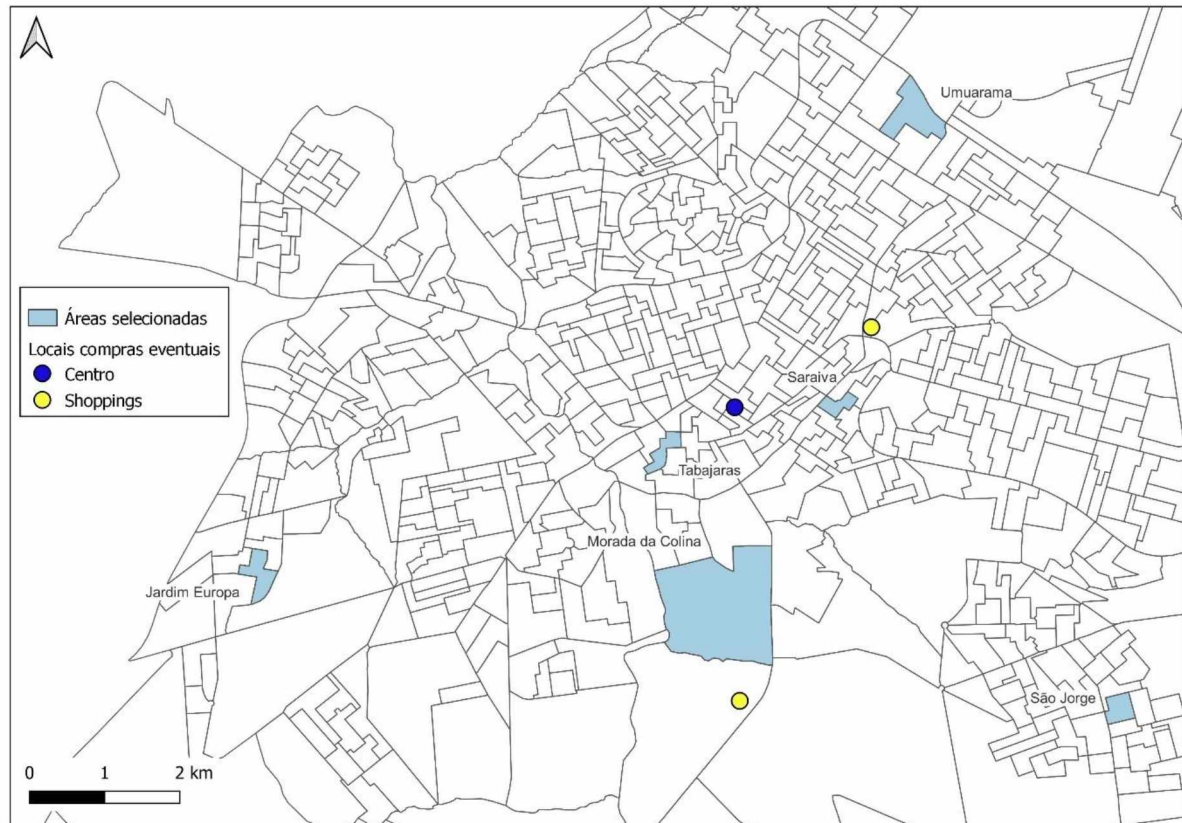 Umuarama
Áreas selecionadas
Locais compras eventuais
Centro
Shoppings
Saraiva
Tabajaras
Morada da Colina
Jardim Europa
São Jorge
0 1 2 km